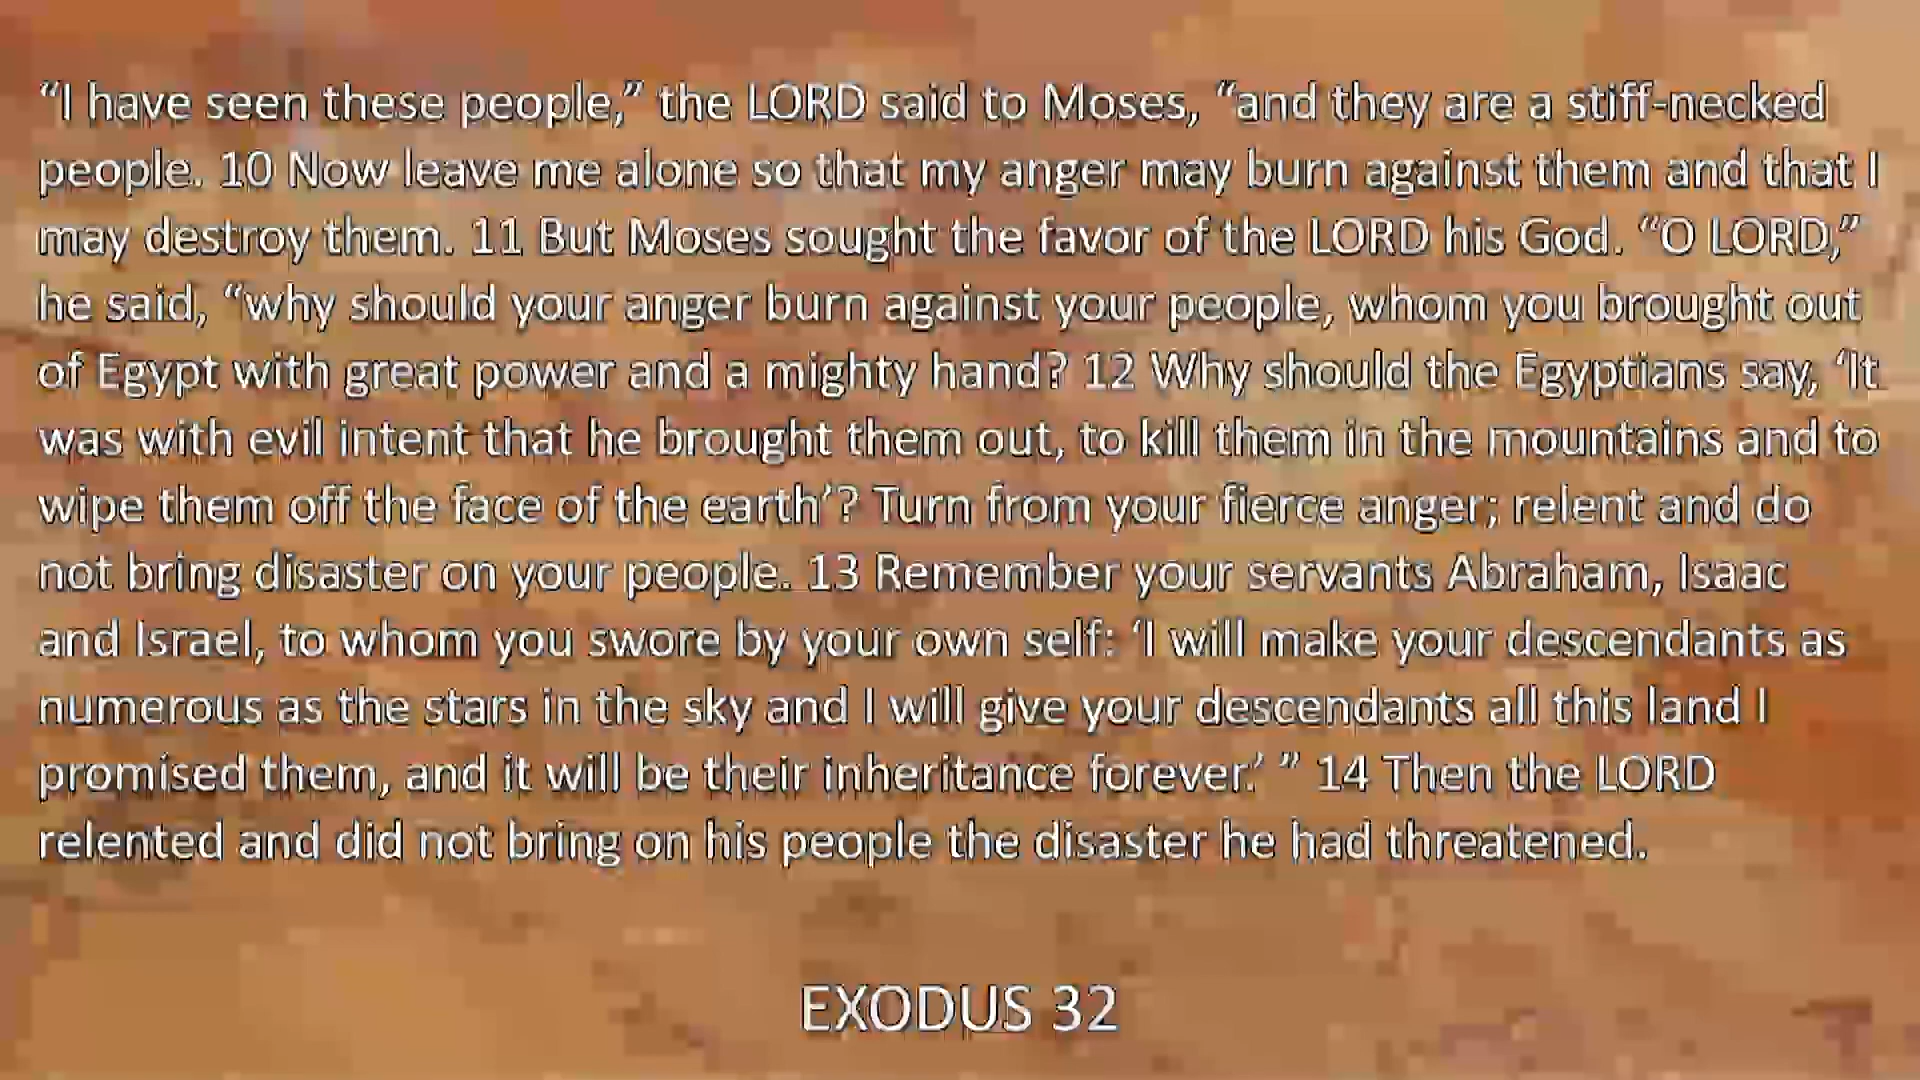 “I have seen these people,” the LORD said to Moses, “and they are a stiff-necked
people. 10 Now leave me alone so that my anger may burn against them and that I
may destroy them. 11 But Moses sought the favor of the LORD his God. “O LORD,”
he said, “why should your anger burn against your people, whom you brought out
of Egypt with great power and a mighty hand? 12 Why should the Egyptians say, ‘It
was with evil intent that he brought them out, to kill them in the mountains and to
wipe them off the face of the earth’? Turn from your fierce anger; relent and do
not bring disaster on your people. 13 Remember your servants Abraham, Isaac
and Israel, to whom you swore by your own self: ‘I will make your descendants as
numerous as the stars in the sky and I will give your descendants all this land I
promised them, and it will be their inheritance forever.’ ” 14 Then the LORD
relented and did not bring on his people the disaster he had threatened.
EXODUS 32